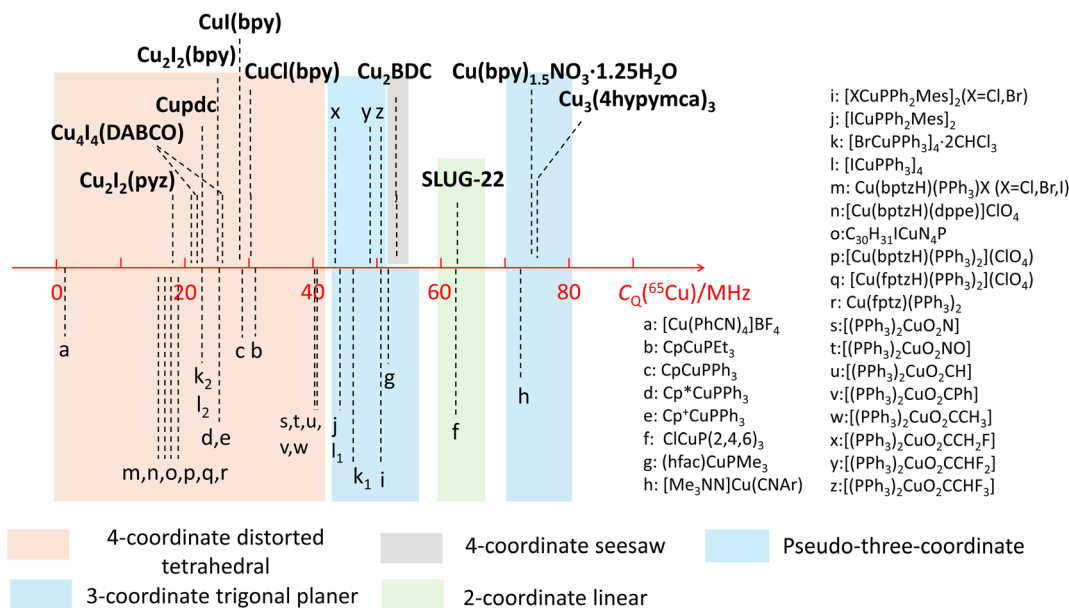 CuI(bpy)
Cu₂I₂(bpy)
CuCl(bpy)
Cu₂BDC
Cu(bpy)₁.₅NO₃·1.25H₂O
Cupdc
Cu₃(4hypymca)₃
Cu₄I₄(DABCO)
x
y z
Cu₂I₂(pyz)
SLUG-22
0
20
40
60
80
C_Q(⁶⁵Cu)/MHz
a
k₂
l₂
d,e
c
b
m,n,o,p,q,r
s,t,u,
v,w
j
l₁
k₁
i
g
f
h
a: [Cu(PhCN)₄]BF₄
b: CpCuPEt₃
c: CpCuPPh₃
d: Cp*CuPPh₃
e: Cp⁺CuPPh₃
f: ClCuP(2,4,6)₃
g: (hfac)CuPMe₃
h: [Me₃NN]Cu(CNAr)
i: [XCuPPh₂Mes]₂(X=Cl,Br)
j: [ICuPPh₂Mes]₂
k: [BrCuPPh₃]₄·2CHCl₃
l: [ICuPPh₃]₄
m: Cu(bptzH)(PPh₃)X (X=Cl,Br,I)
n:[Cu(bptzH)(dppe)]ClO₄
o:C₃₀H₃₁ICuN₄P
p:[Cu(bptzH)(PPh₃)₂](ClO₄)
q: [Cu(fptzH)(PPh₃)₂](ClO₄)
r: Cu(fptz)(PPh₃)₂
s:[(PPh₃)₂CuO₂N]
t:[(PPh₃)₂CuO₂NO]
u:[(PPh₃)₂CuO₂CH]
v:[(PPh₃)₂CuO₂CPh]
w:[(PPh₃)₂CuO₂CCH₃]
x:[(PPh₃)₂CuO₂CCH₂F]
y:[(PPh₃)₂CuO₂CCHF₂]
z:[(PPh₃)₂CuO₂CCHF₃]
4-coordinate distorted
tetrahedral
4-coordinate seesaw
Pseudo-three-coordinate
3-coordinate trigonal planer
2-coordinate linear